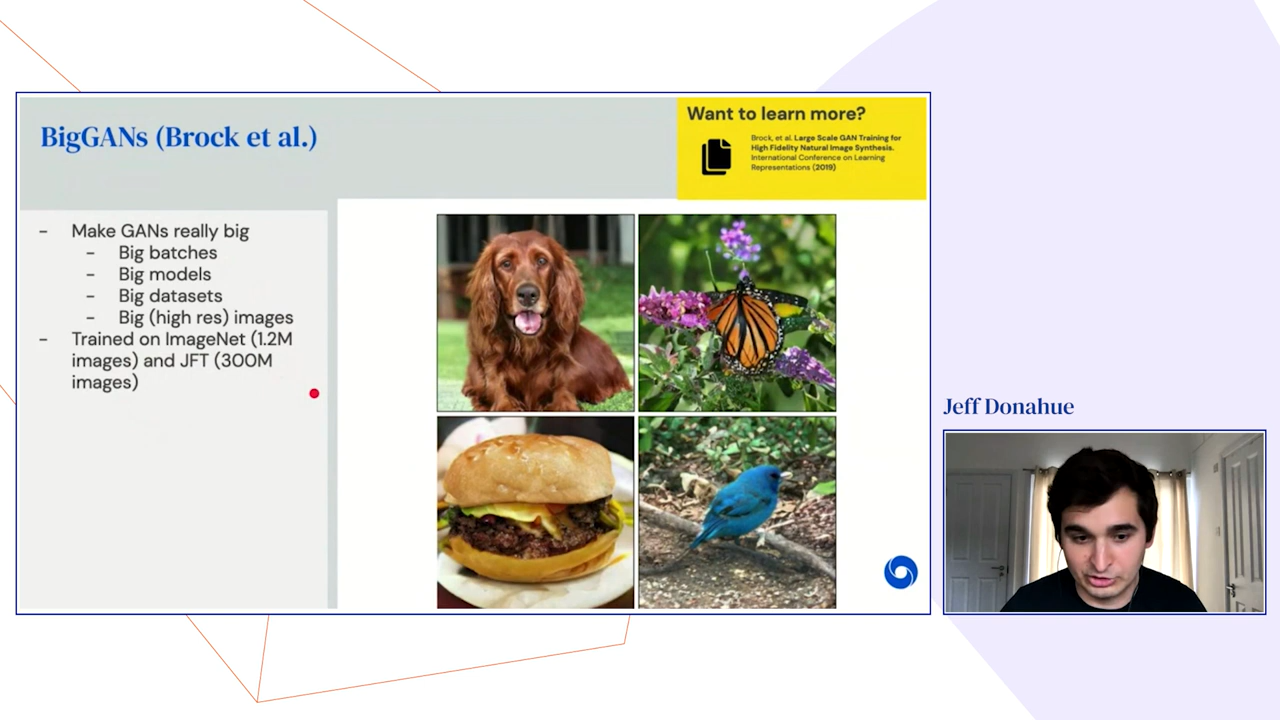 BigGANs (Brock et al.)
Want to learn more?
Brock, et al. Large Scale GAN Training for
High Fidelity Natural Image Synthesis.
International Conference on Learning
Representations (2019)
- Make GANs really big
- Big batches
- Big models
- Big datasets
- Big (high res) images
- Trained on ImageNet (1.2M
images) and JFT (300M
images)
Jeff Donahue